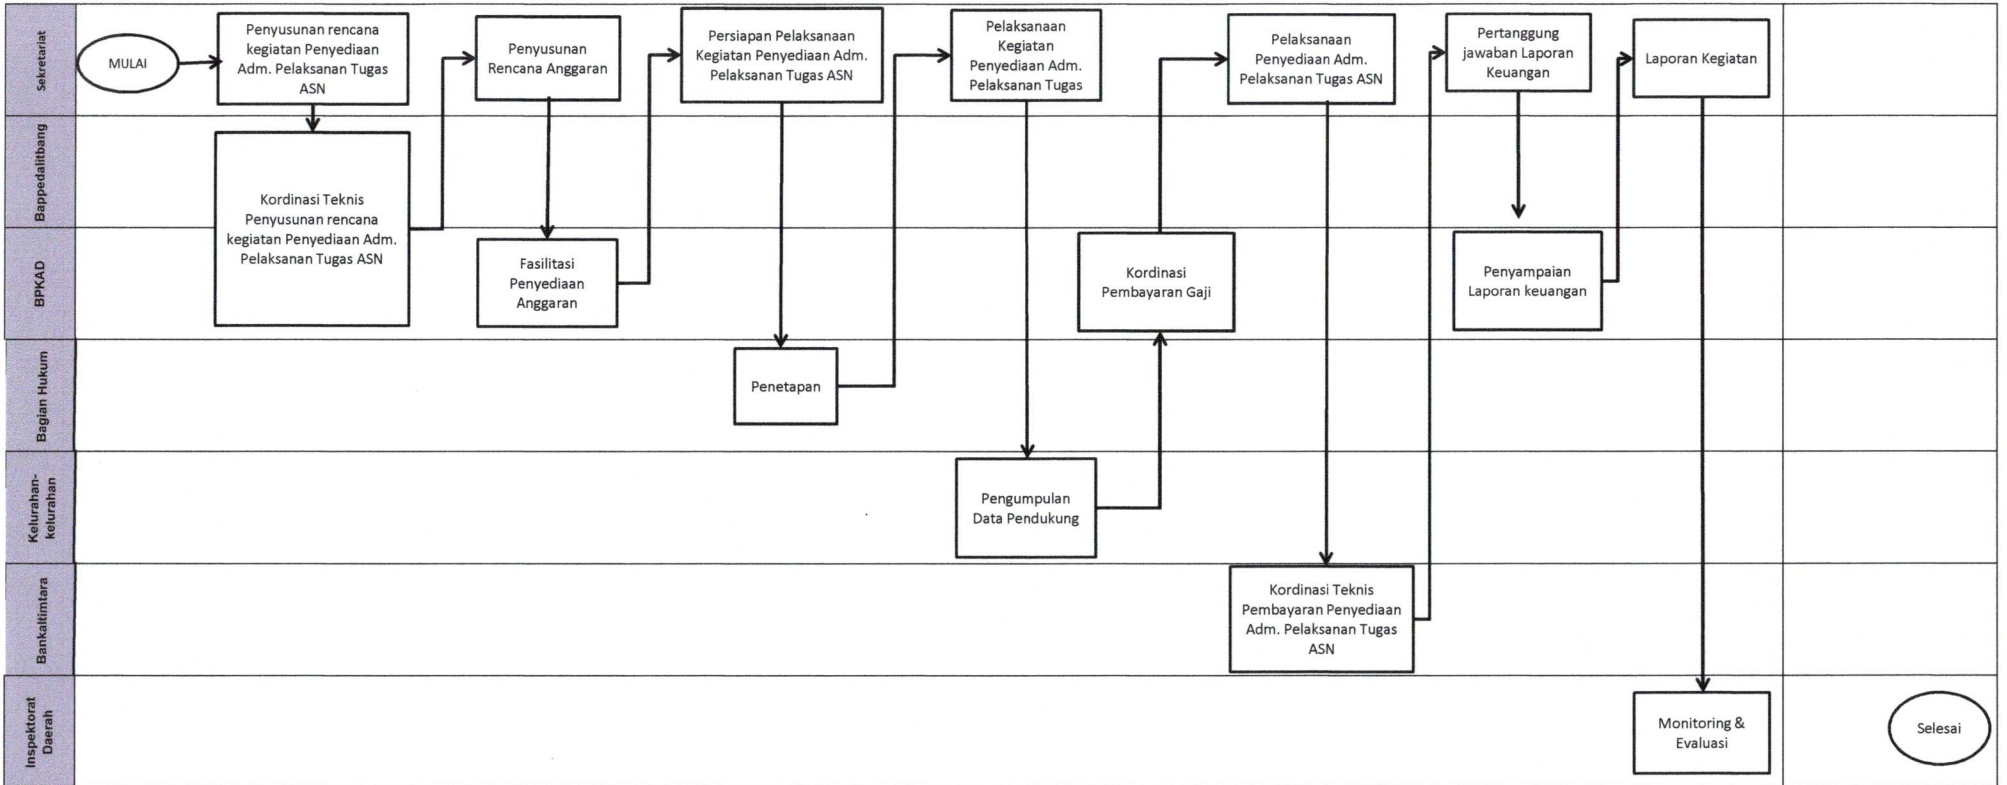 Sekretariat
MULAI
Penyusunan rencana
kegiatan Penyediaan
Adm. Pelaksanan Tugas
ASN
Penyusunan
Rencana Anggaran
Persiapan Pelaksanaan
Kegiatan Penyediaan Adm.
Pelaksanan Tugas ASN
Pelaksanaan
Kegiatan
Penyediaan Adm.
Pelaksanan Tugas
Pelaksanaan
Penyediaan Adm.
Pelaksanan Tugas ASN
Pertanggung
jawaban Laporan
Keuangan
Laporan Kegiatan
Bappedalitbang
Kordinasi Teknis
Penyusunan rencana
kegiatan Penyediaan Adm.
Pelaksanan Tugas ASN
BPKAD
Fasilitasi
Penyediaan
Anggaran
Kordinasi
Pembayaran Gaji
Penyampaian
Laporan keuangan
Bagian Hukum
Penetapan
Kelurahan-
kelurahan
Pengumpulan
Data Pendukung
Bankaltimtara
Kordinasi Teknis
Pembayaran Penyediaan
Adm. Pelaksanan Tugas
ASN
Inspektorat
Daerah
Monitoring &
Evaluasi
Selesai